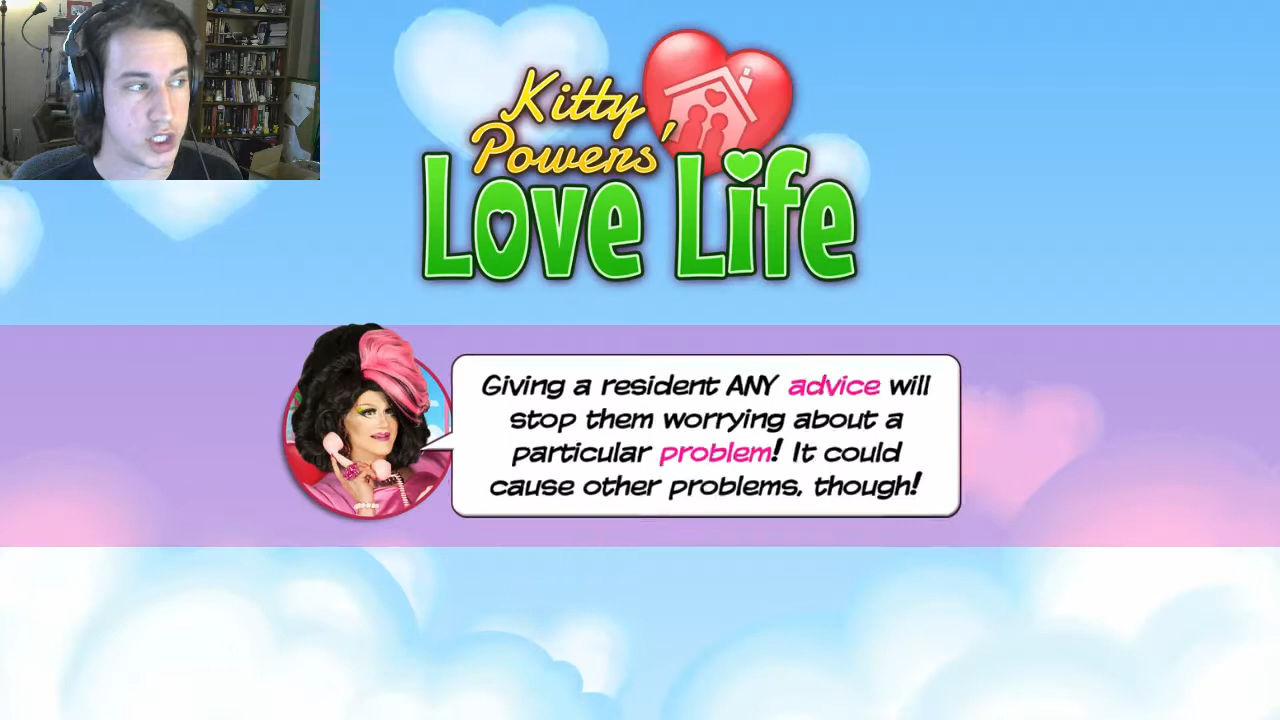 Kitty
Powers'
Love Life
Giving a resident ANY advice will
stop them worrying about a
particular problem! It could
cause other problems, though!